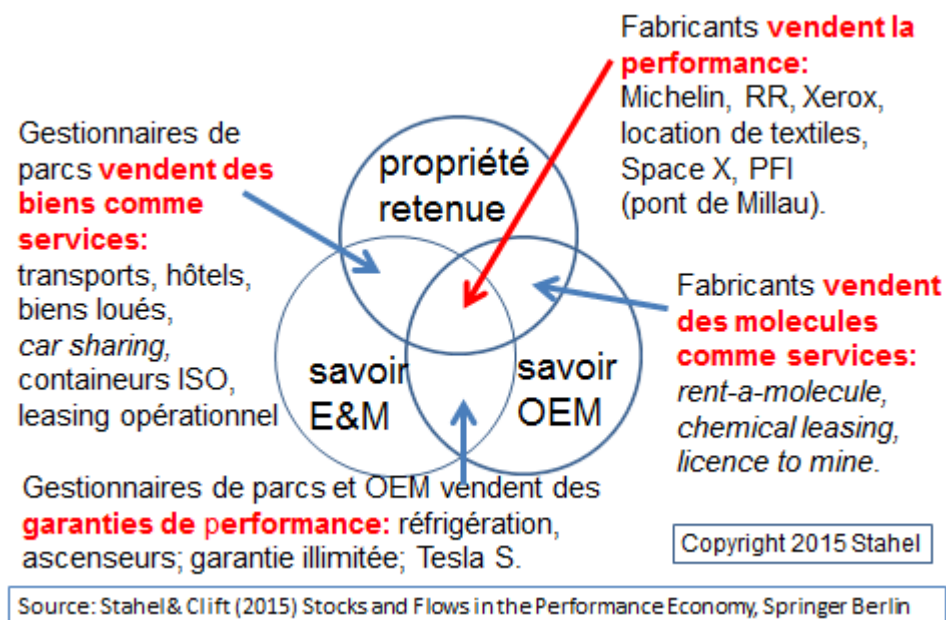 Fabricants vendent la
performance:
Michelin, RR, Xerox,
location de textiles,
Space X, PFI
(pont de Millau).
Gestionnaires de
parcs vendent des
biens comme
services:
transports, hôtels,
biens loués,
car sharing,
containeurs ISO,
leasing opérationnel
propriété
retenue
savoir
E&M
savoir
OEM
Fabricants vendent
des molecules
comme services:
rent-a-molecule,
chemical leasing,
licence to mine.
Gestionnaires de parcs et OEM vendent des
garanties de performance: réfrigération,
ascenseurs; garantie illimitée; Tesla S.
Copyright 2015 Stahel
Source: Stahel & Clift (2015) Stocks and Flows in the Performance Economy, Springer Berlin